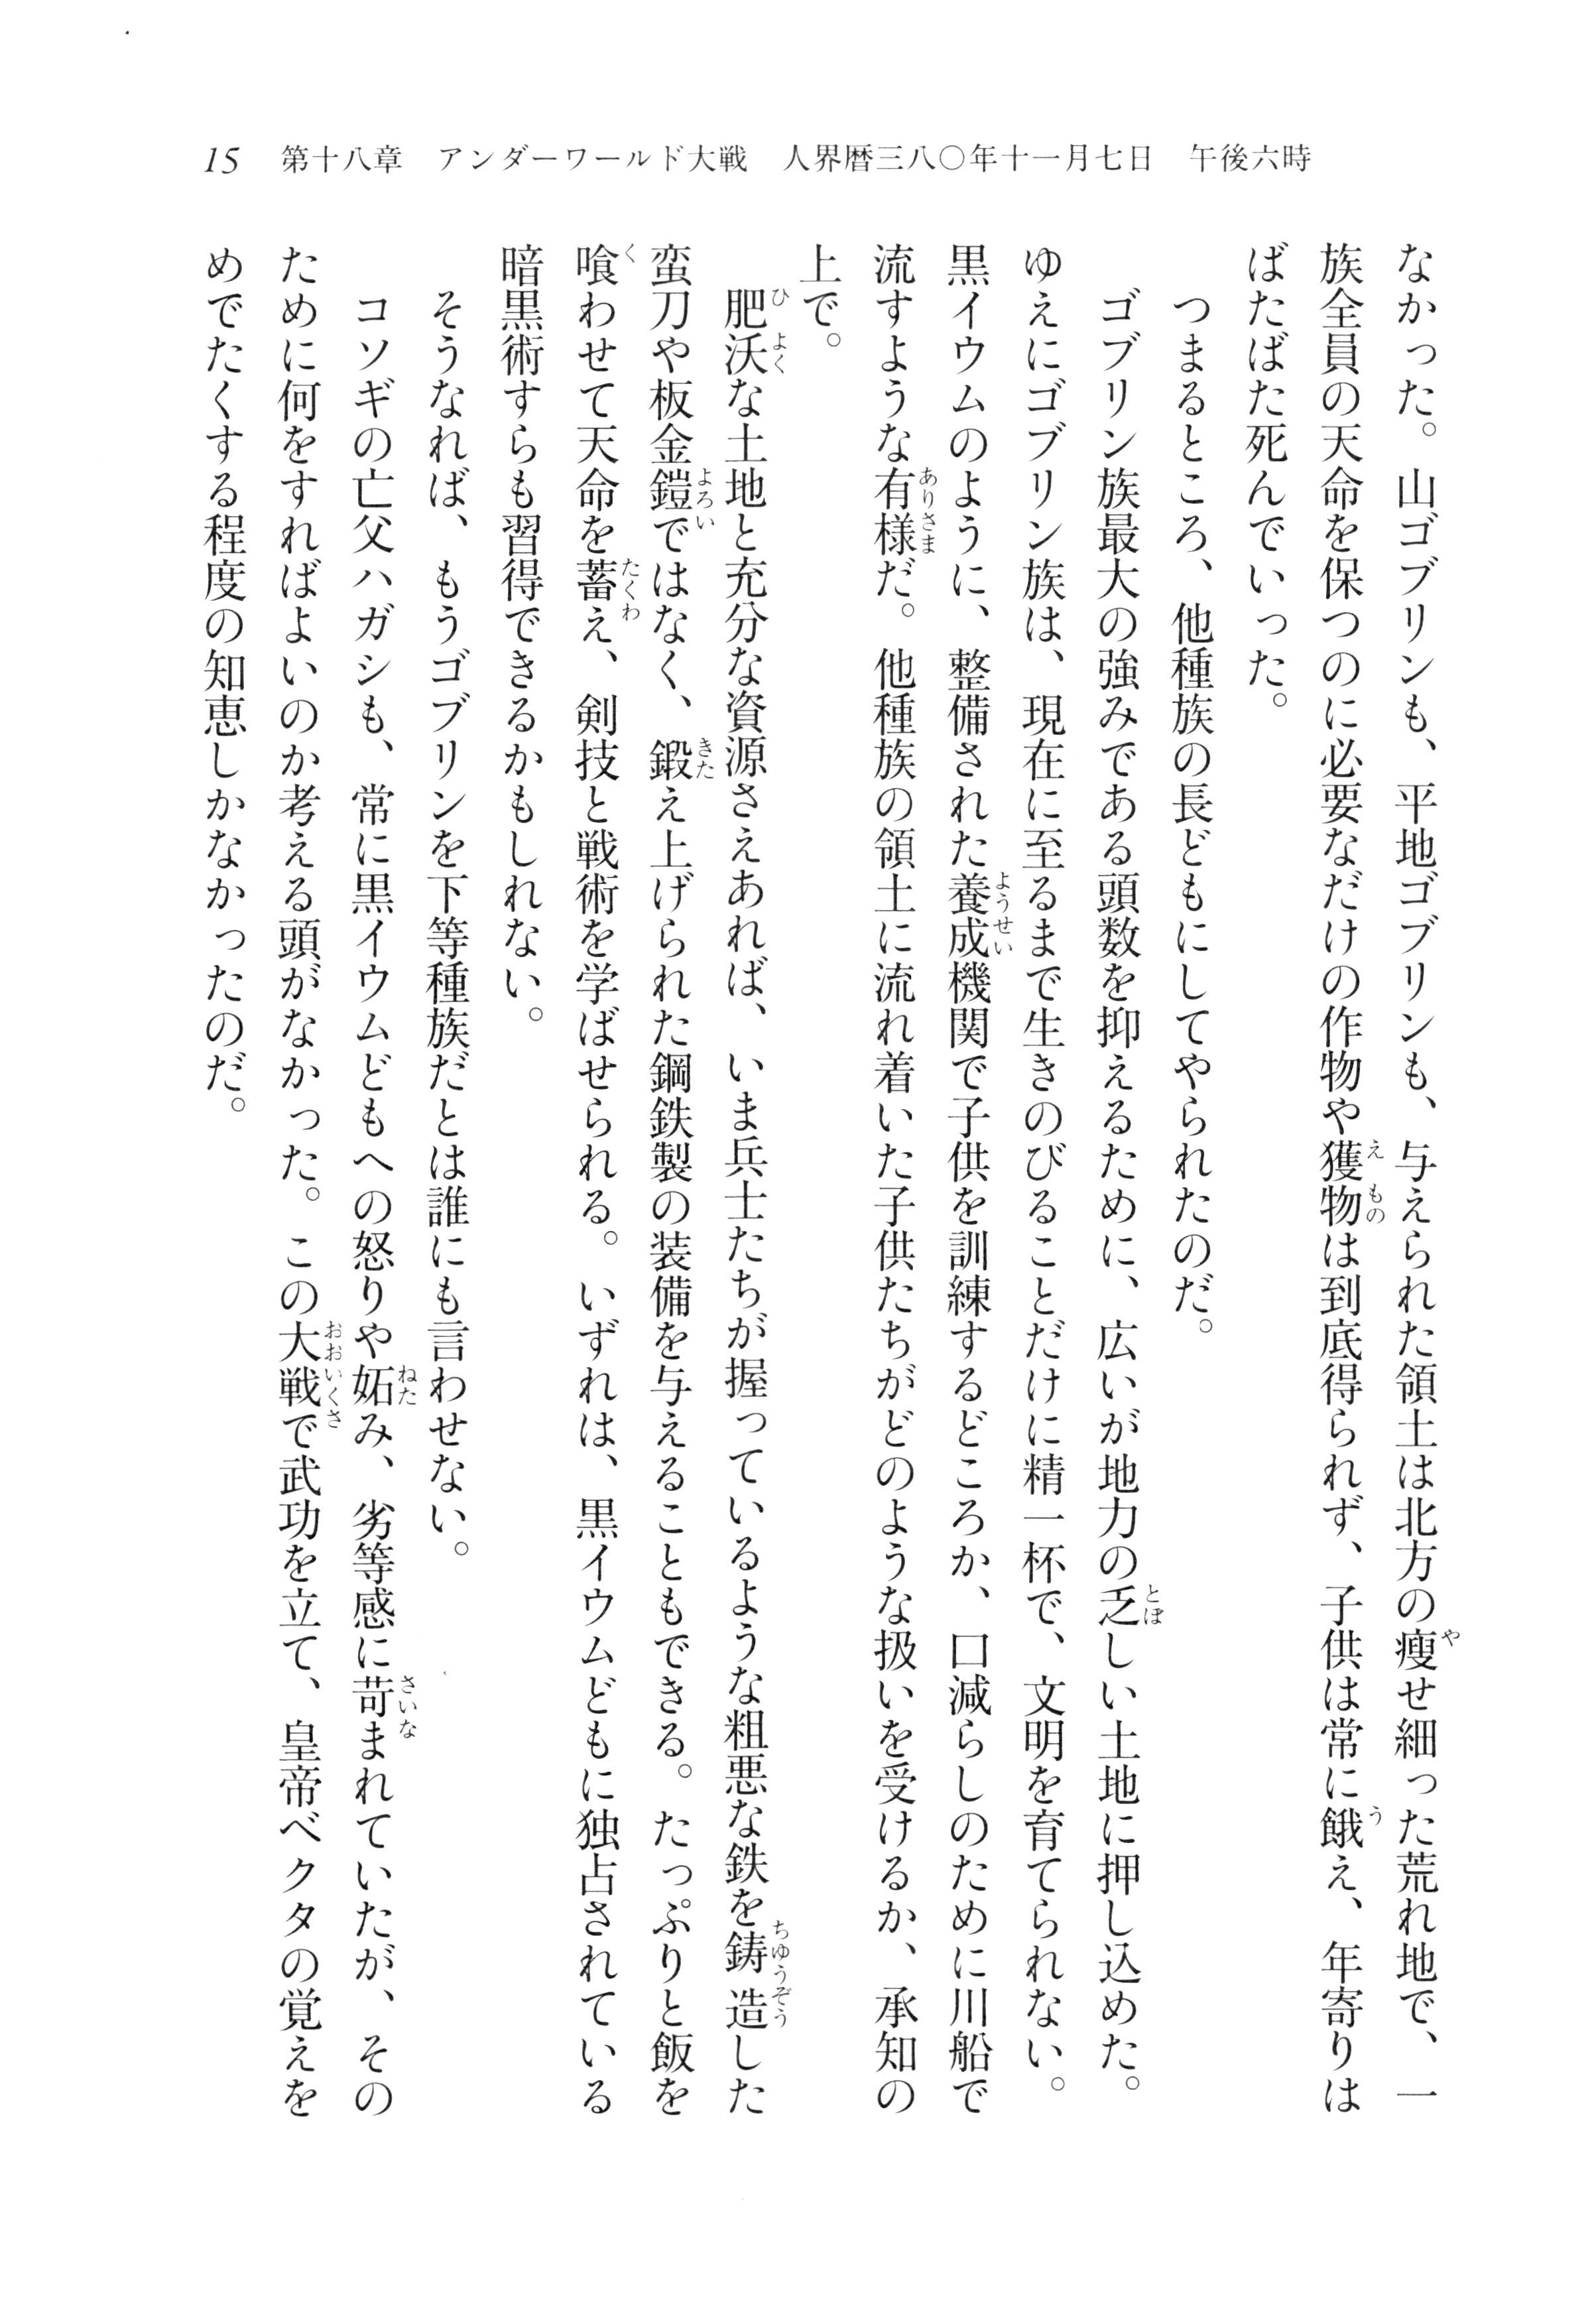 15　第十八章　アンダーワールド大戦　人界暦三八〇年十一月七日　午後六時
なかった。山ゴブリンも、平地ゴブリンも、与えられた領土は北方の痩せ細った荒れ地で、一
族全員の天命を保つのに必要なだけの作物や獲物は到底得られず、子供は常に餓え、年寄りは
ばたばた死んでいった。
　つまるところ、他種族の長どもにしてやられたのだ。
　ゴブリン族最大の強みである頭数を抑えるために、広いが地力の乏しい土地に押し込めた。
ゆえにゴブリン族は、現在に至るまで生きのびることだけに精一杯で、文明を育てられない。
黒イウムのように、整備された養成機関で子供を訓練するどころか、口減らしのために川船で
流すような有様だ。他種族の領土に流れ着いた子供たちがどのような扱いを受けるか、承知の
上で。
　肥沃な土地と充分な資源さえあれば、いま兵士たちが握っているような粗悪な鉄を鋳造した
蛮刀や板金鎧ではなく、鍛え上げられた鋼鉄製の装備を与えることもできる。たっぷりと飯を
喰わせて天命を蓄え、剣技と戦術を学ばせられる。いずれは、黒イウムどもに独占されている
暗黒術すらも習得できるかもしれない。
　そうなれば、もうゴブリンを下等種族だとは誰にも言わせない。
　コソギの亡父ハガシも、常に黒イウムどもへの怒りや妬み、劣等感に苛まれていたが、その
ために何をすればよいのか考える頭がなかった。この大戦で武功を立て、皇帝ベクタの覚えを
めでたくする程度の知恵しかなかったのだ。